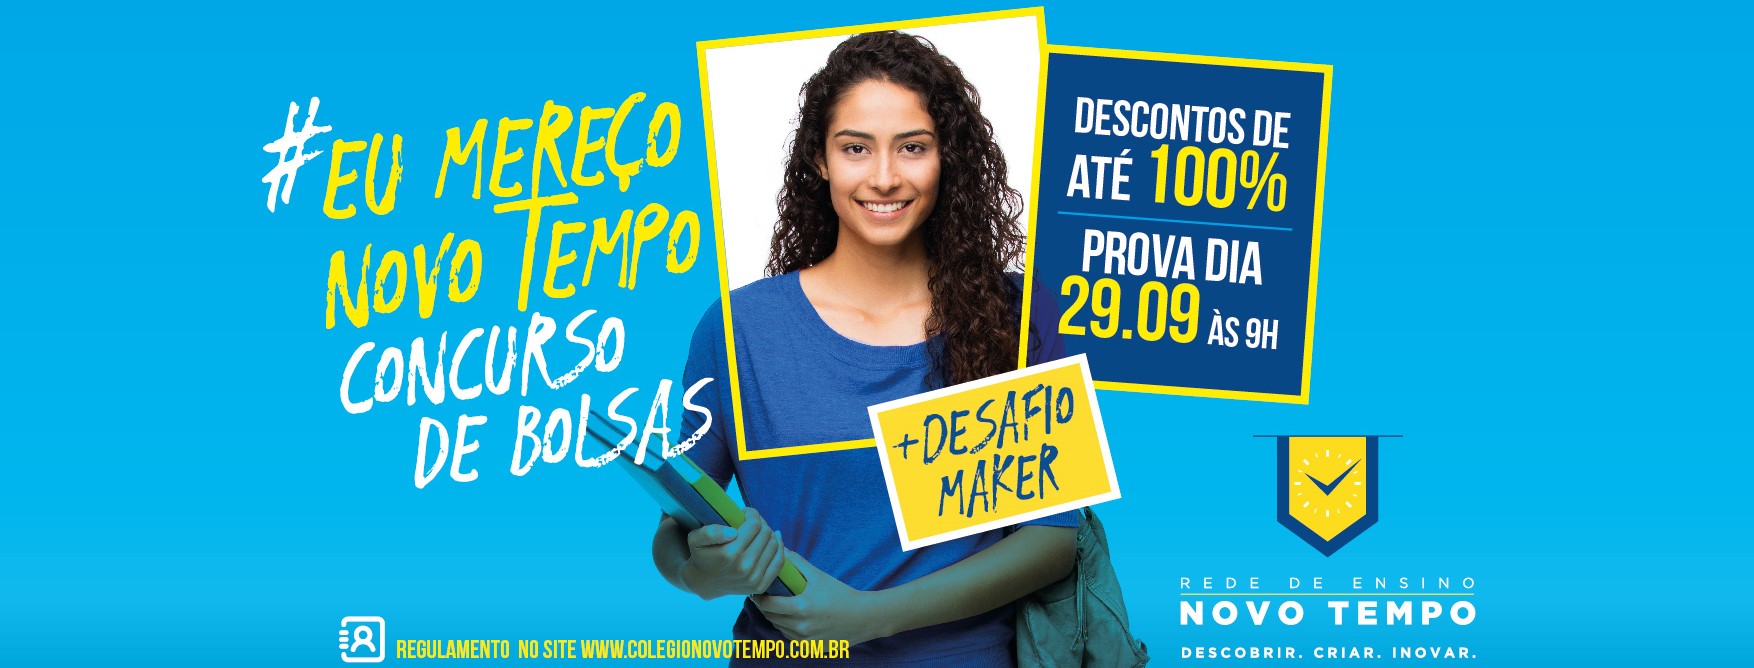 #EU MEREÇO
NOVO TEMPO
CONCURSO
DE BOLSAS
DESCONTOS DE
ATÉ 100%
PROVA DIA
29.09 ÀS 9H
+DESAFIO
MAKER
REDE DE ENSINO
NOVO TEMPO
DESCOBRIR. CRIAR. INOVAR.
REGULAMENTO NO SITE WWW.COLEGIONOVOTEMPO.COM.BR